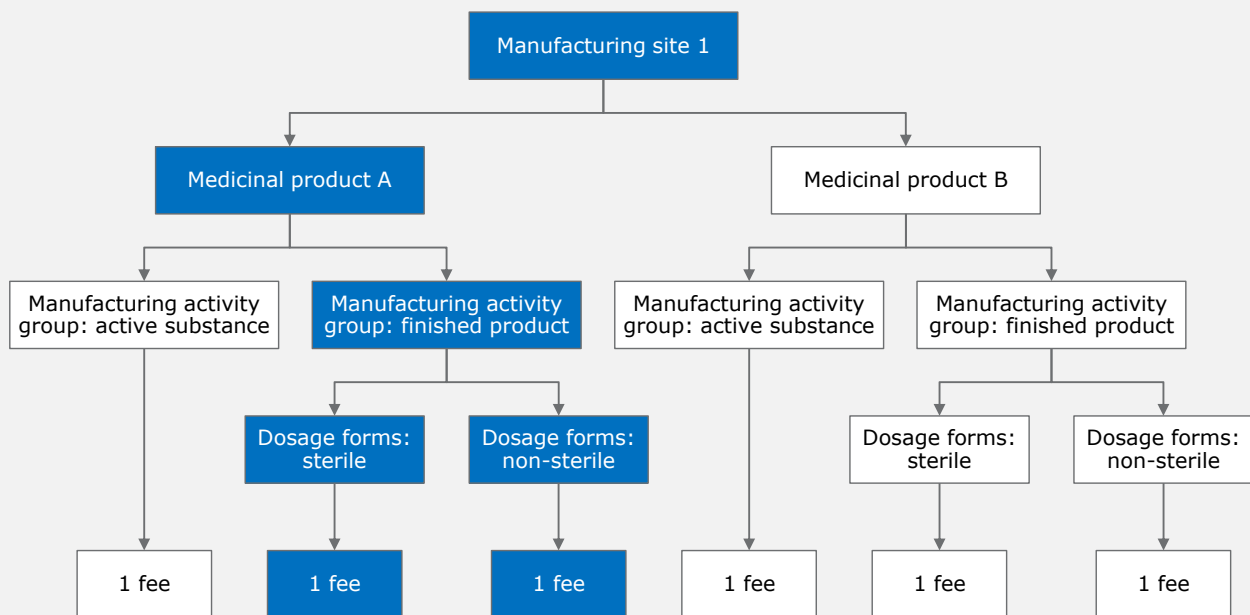 Manufacturing site 1
Medicinal product A
Medicinal product B
Manufacturing activity
group: active substance
Manufacturing activity
group: finished product
Manufacturing activity
group: active substance
Manufacturing activity
group: finished product
Dosage forms:
sterile
Dosage forms:
non-sterile
Dosage forms:
sterile
Dosage forms:
non-sterile
1 fee
1 fee
1 fee
1 fee
1 fee
1 fee